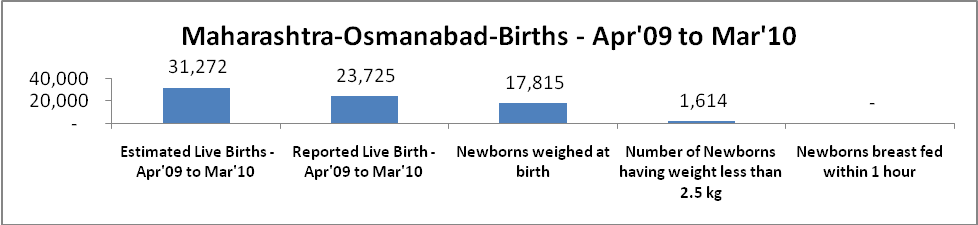 Maharashtra-Osmanabad-Births - Apr'09 to Mar'10
40,000
20,000
-
31,272
23,725
17,815
1,614
-
Estimated Live Births -
Apr'09 to Mar'10
Reported Live Birth -
Apr'09 to Mar'10
Newborns weighed at
birth
Number of Newborns
having weight less than
2.5 kg
Newborns breast fed
within 1 hour